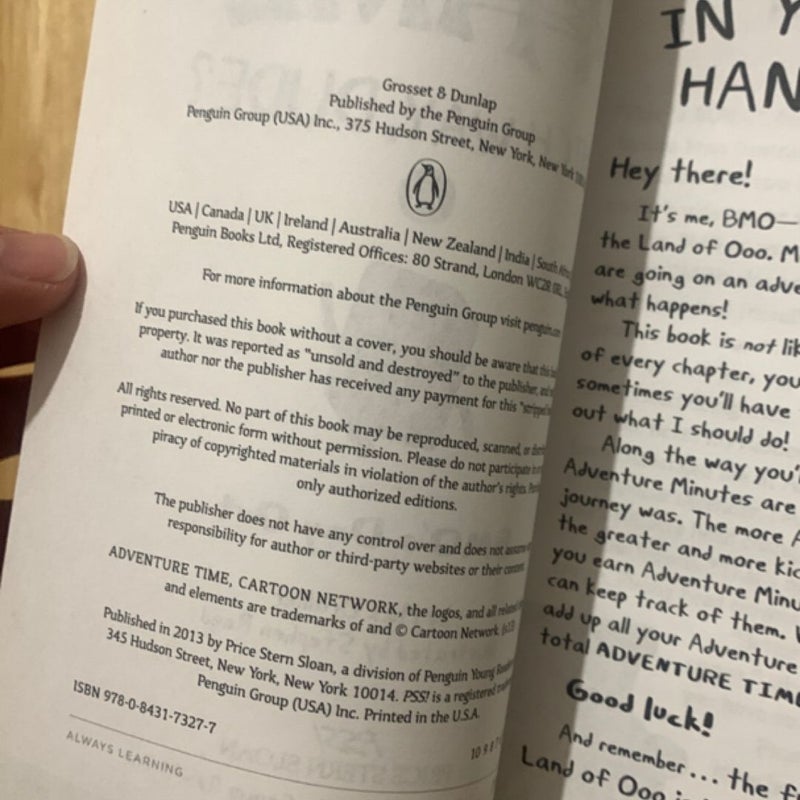 Grosset & Dunlap
Published by the Penguin Group
Penguin Group (USA) Inc., 375 Hudson Street, New York, New York
USA | Canada | UK | Ireland | Australia | New Zealand | India | South
Penguin Books Ltd, Registered Offices: 80 Strand, London WC2R
For more information about the Penguin Group visit penguin
If you purchased this book without a cover, you should be aware that this
property. It was reported as "unsold and destroyed" to the publisher,
author nor the publisher has received any payment for this "stripped
All rights reserved. No part of this book may be reproduced, scanned, or
printed or electronic form without permission. Please do not participate in
piracy of copyrighted materials in violation of the author's rights.
only authorized editions.
The publisher does not have any control over and does not
responsibility for author or third-party websites or their content
ADVENTURE TIME, CARTOON NETWORK, the logos, and all related
and elements are trademarks of and © Cartoon Network
Published in 2013 by Price Stern Sloan, a division of Penguin Young
345 Hudson Street, New York, New York 10014. PSS! is a registered
Penguin Group (USA) Inc. Printed in the U.S.A.
ISBN 978-0-8431-7327-7
10 9 8
ALWAYS LEARNING
IN
HAN
Hey there!
It's me, BMO—
the Land of Ooo. M
are going on an adve
what happens!
This book is not lik
of every chapter, you
sometimes you'll have
out what I should do!
Along the way you'
Adventure Minutes are
journey was. The more A
the greater and more kic
you earn Adventure Minu
can keep track of them. W
add up all your Adventure
total ADVENTURE TIME
Good luck!
And remember... the f
Land of Ooo